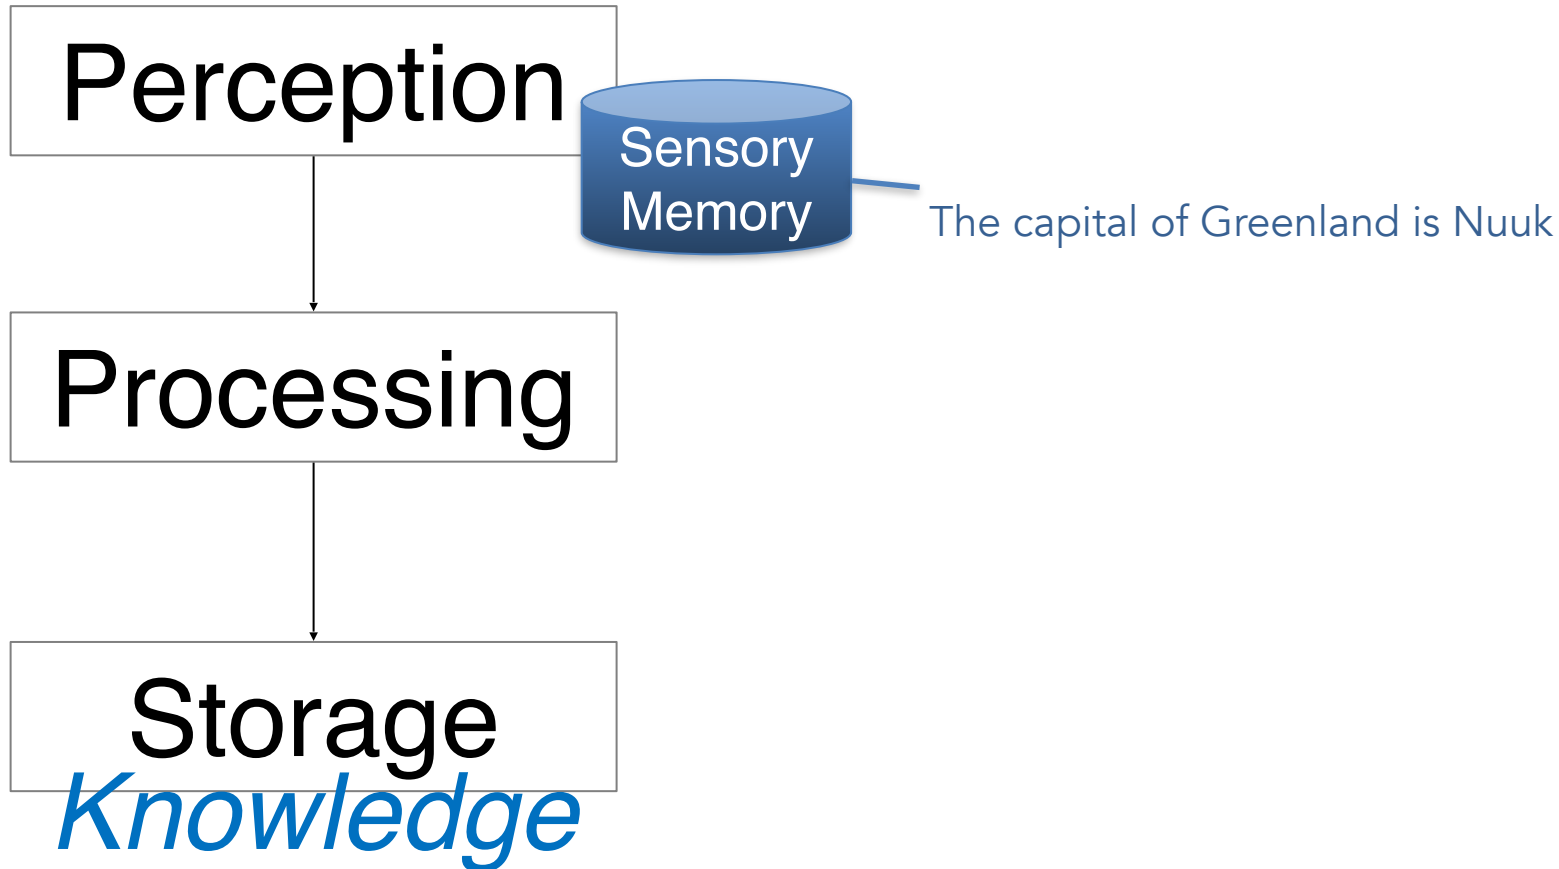 Perception
Sensory
Memory
The capital of Greenland is Nuuk
Processing
Storage
Knowledge